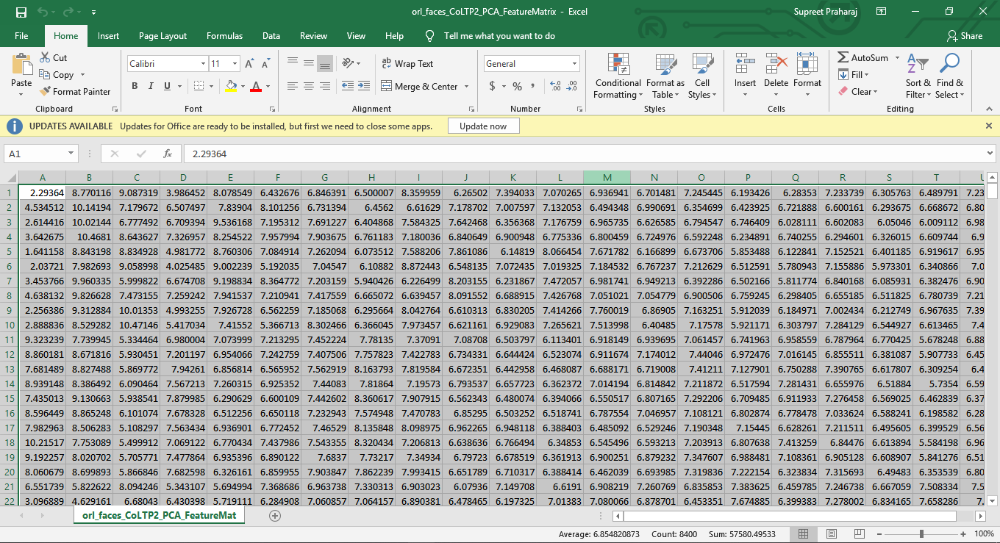 orl_faces_CoLTP2_PCA_FeatureMatrix - Excel Supreet Praharaj
File Home Insert Page Layout Formulas Data Review View Help Tell me what you want to do Share
Cut
Copy
Format Painter
Paste
Clipboard
Calibri 11 A A
B I U A
Font
ab Wrap Text
Merge & Center
Alignment
General
$ % , .00 .00
Number
Conditional Formatting Format as Table Cell Styles
Styles
Insert Delete Format
Cells
AutoSum
Fill
Clear
Sort & Filter Find & Select
Editing
UPDATES AVAILABLE Updates for Office are ready to be installed, but first we need to close some apps. Update now
A1 fx 2.29364
A B C D E F G H I J K L M N O P Q R S T U
1 2.29364 8.770116 9.087319 3.986452 8.078549 6.432676 6.846391 6.500007 8.359959 6.26502 7.394033 7.070265 6.936941 6.701481 7.245445 6.193426 6.28353 7.233739 6.305763 6.489791 7.23
2 4.534512 10.14194 7.179672 6.507497 7.83904 8.101256 6.731394 6.4562 6.61629 7.178702 7.007597 7.132053 6.494348 6.990691 6.354699 6.423925 6.721888 6.600161 6.293675 6.668672 6.80
3 2.614416 10.02144 6.777492 6.709394 9.536168 7.195312 7.691227 6.404868 7.584325 7.642468 6.356368 7.176759 6.965735 6.626585 6.794547 6.746409 6.028111 6.602083 6.05046 6.009112 6.98
4 3.642675 10.4681 8.643627 7.326957 8.254522 7.957994 7.903675 6.761183 7.180036 6.840649 6.900948 6.775336 6.800459 6.724976 6.592248 6.234891 6.740255 6.294601 6.326015 6.609744 6.9
5 1.641158 8.843198 8.834928 4.981772 8.760306 7.084914 7.262094 6.073512 7.588206 7.861086 6.14819 8.066454 7.671782 6.166899 6.673706 5.853488 6.122841 7.152521 6.401185 6.919617 6.95
6 2.03721 7.982693 9.058998 4.025485 9.002239 5.192035 7.04547 6.10882 8.872443 6.548135 7.072435 7.019325 7.184532 6.767237 7.212629 6.512591 5.780943 7.155886 5.973301 6.340866 7.0
7 3.453766 9.960335 5.999822 6.674708 9.198834 8.364772 7.203159 5.940426 6.226499 8.203155 6.231867 7.472057 6.981741 6.949213 6.392286 6.502166 5.811774 6.840168 6.085931 6.382476 6.90
8 4.638132 9.826628 7.473155 7.259242 7.941537 7.210941 7.417559 6.665072 6.639457 8.091552 6.688915 7.426768 7.051021 7.054779 6.900506 6.759245 6.298405 6.655185 6.511825 6.780739 7.21
9 2.256386 9.312884 10.01353 4.993255 7.926728 6.562259 7.185068 6.295664 8.042764 6.610313 6.830205 7.414266 7.760019 6.86905 7.163251 5.912039 6.184971 7.002434 6.212749 6.967635 7.39
10 2.888836 8.529282 10.47146 5.417034 7.41552 5.366713 8.302466 6.366045 7.973457 6.621161 6.929083 7.265621 7.513998 6.40485 7.17578 5.921171 6.303797 7.284129 6.544927 6.613465 7.4
11 9.323239 7.739945 5.334464 6.980004 7.073999 7.213295 7.452224 7.78135 7.37091 7.08708 6.503797 6.113401 6.918149 6.939695 7.061457 6.741963 6.958559 6.787964 6.770425 5.678248 6.88
12 8.860181 8.671816 5.930451 7.201197 6.954066 7.242759 7.407506 7.757823 7.422783 6.734331 6.644424 6.523074 6.911674 7.174012 7.44046 6.972476 7.016145 6.855511 6.381087 5.907733 6.45
13 7.681489 8.827488 5.869772 7.94261 6.856814 6.565952 7.562919 8.163793 7.819584 6.672351 6.442958 6.468087 6.688171 6.719008 7.41211 7.127901 6.750288 7.390765 6.617807 6.309254 6.4
14 8.939148 8.386492 6.090464 7.567213 7.260315 6.925352 7.44083 7.81864 7.19573 6.793537 6.657723 6.362372 7.014194 6.814842 7.211872 6.517594 7.281431 6.655976 6.51884 5.7354 6.59
15 7.435013 9.130663 5.938541 7.879985 6.290629 6.600109 7.442602 8.360617 7.907915 6.562343 6.480074 6.394066 6.550517 6.807165 7.292206 6.709485 6.911933 7.276458 6.569025 6.462839 6.37
16 8.596449 8.865248 6.101074 7.678328 6.512256 6.650118 7.232943 7.574948 7.470783 6.85295 6.503252 6.518741 6.787554 7.046957 7.108121 6.802874 6.778478 7.033624 6.588241 6.198582 6.28
17 7.982963 8.506283 5.108297 7.563434 6.936901 6.772452 7.46529 8.135848 8.098975 6.962265 6.948118 6.388403 6.485092 6.529246 7.190348 7.15445 6.628261 7.211511 6.495605 6.399529 6.56
18 10.21517 7.753089 5.499912 7.069122 6.770434 7.437986 7.543355 8.320434 7.206813 6.638636 6.766494 6.34853 6.545496 6.593213 7.203913 6.807638 7.413259 6.84476 6.613894 5.584198 6.96
19 9.192257 8.020702 5.705771 7.477864 6.935396 6.890122 7.6837 7.73217 7.34934 6.79723 6.678519 6.361913 6.900251 6.879232 7.347607 6.988481 7.108361 6.905128 6.608907 5.841276 6.51
20 8.060679 8.699893 5.866846 7.682598 6.326161 6.859955 7.903847 7.862239 7.993415 6.651789 6.710317 6.388414 6.462039 6.693985 7.319836 7.222154 6.323834 7.315693 6.49483 6.353539 6.80
21 6.551739 5.822622 8.094246 5.343107 5.694994 7.368686 6.963738 7.330313 6.903023 6.07936 7.149708 6.6191 6.908219 7.260769 6.835853 7.383625 6.459785 7.246738 6.667059 7.508334 7.5
22 3.096889 4.629161 6.68043 6.430398 5.719111 6.284908 7.060857 7.064157 6.890381 6.478465 6.197325 7.01383 7.080066 6.878701 6.453351 7.674885 6.399383 7.278002 6.834165 7.658286 7.
orl_faces_CoLTP2_PCA_FeatureMat
Average: 6.854820873 Count: 8400 Sum: 57580.49533 100%